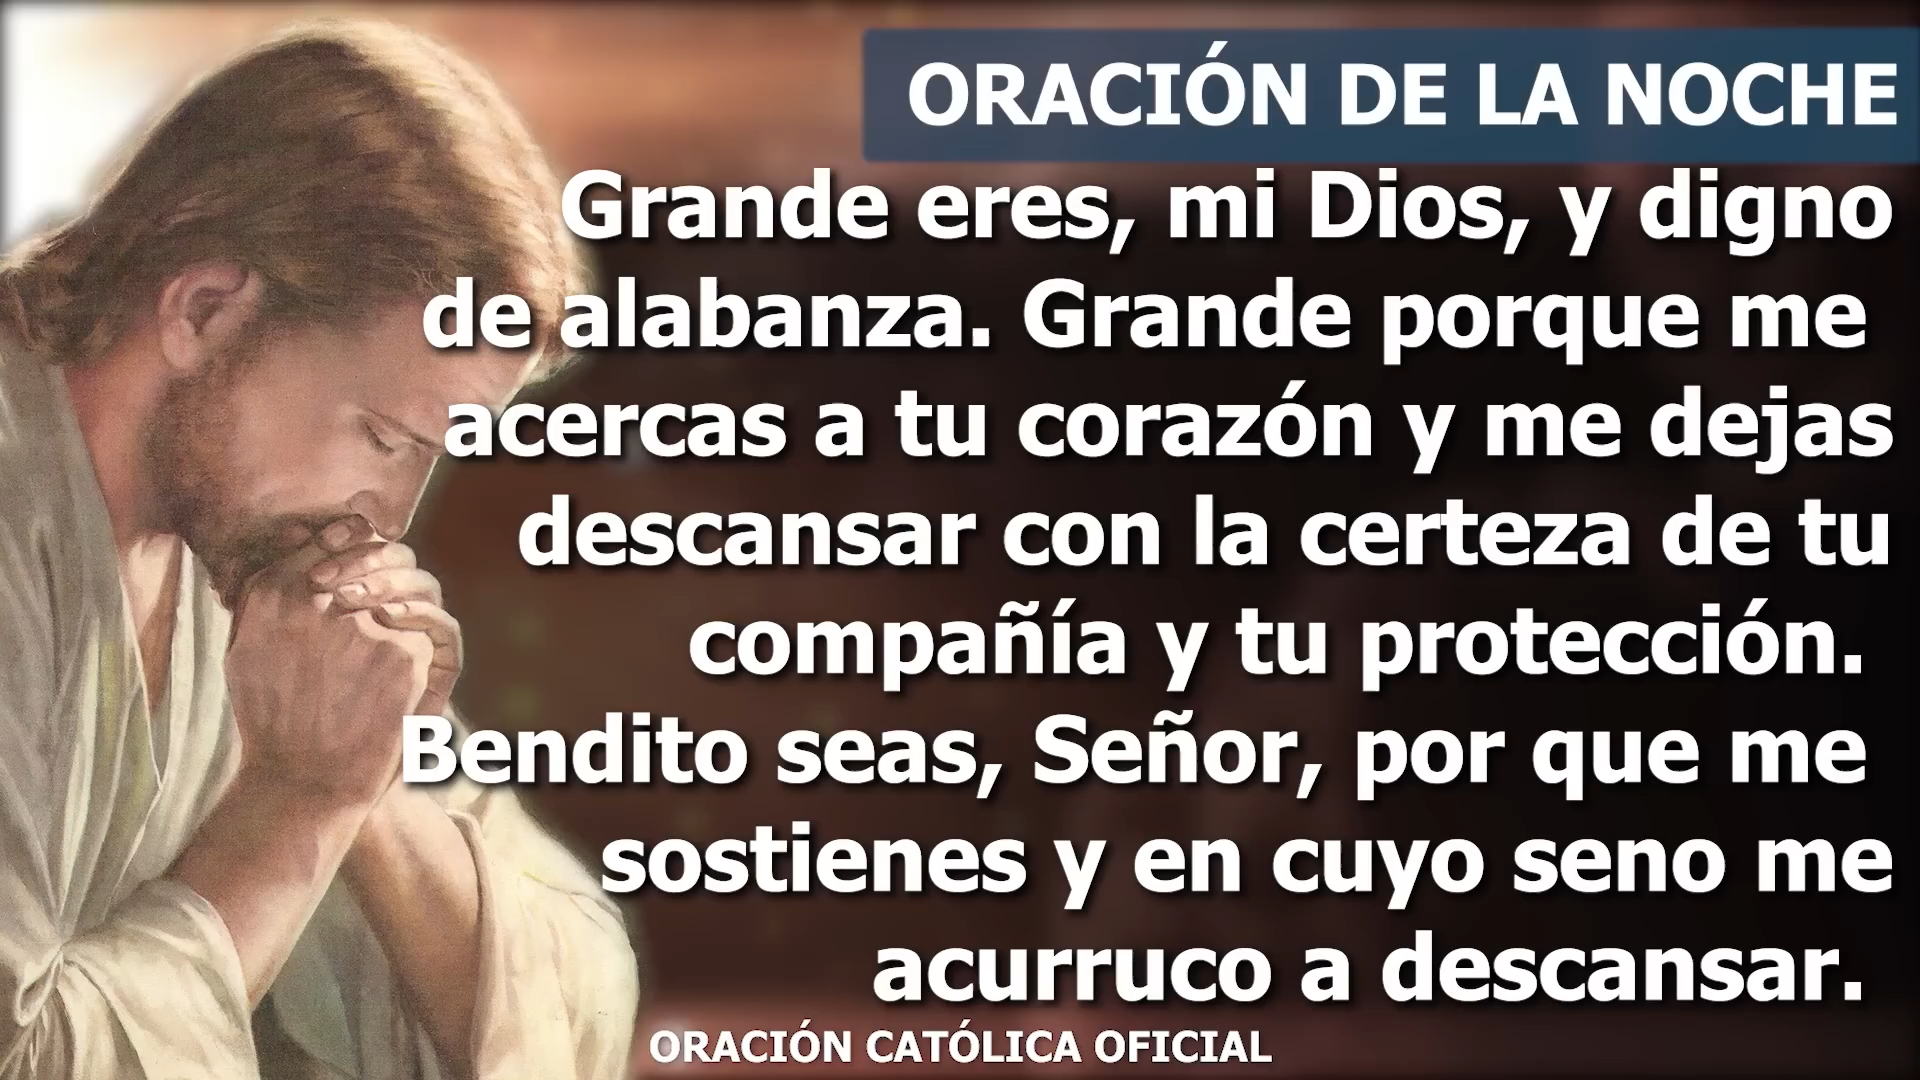 ORACIÓN DE LA NOCHE
Grande eres, mi Dios, y digno
de alabanza. Grande porque me
acercas a tu corazón y me dejas
descansar con la certeza de tu
compañía y tu protección.
Bendito seas, Señor, por que me
sostienes y en cuyo seno me
acurruco a descansar.
ORACIÓN CATÓLICA OFICIAL